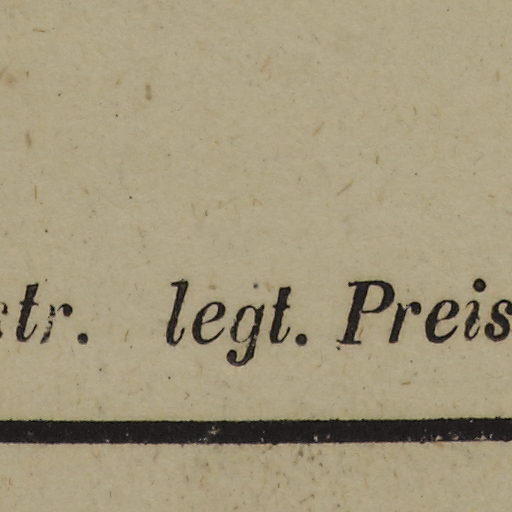 str. legt. Preis